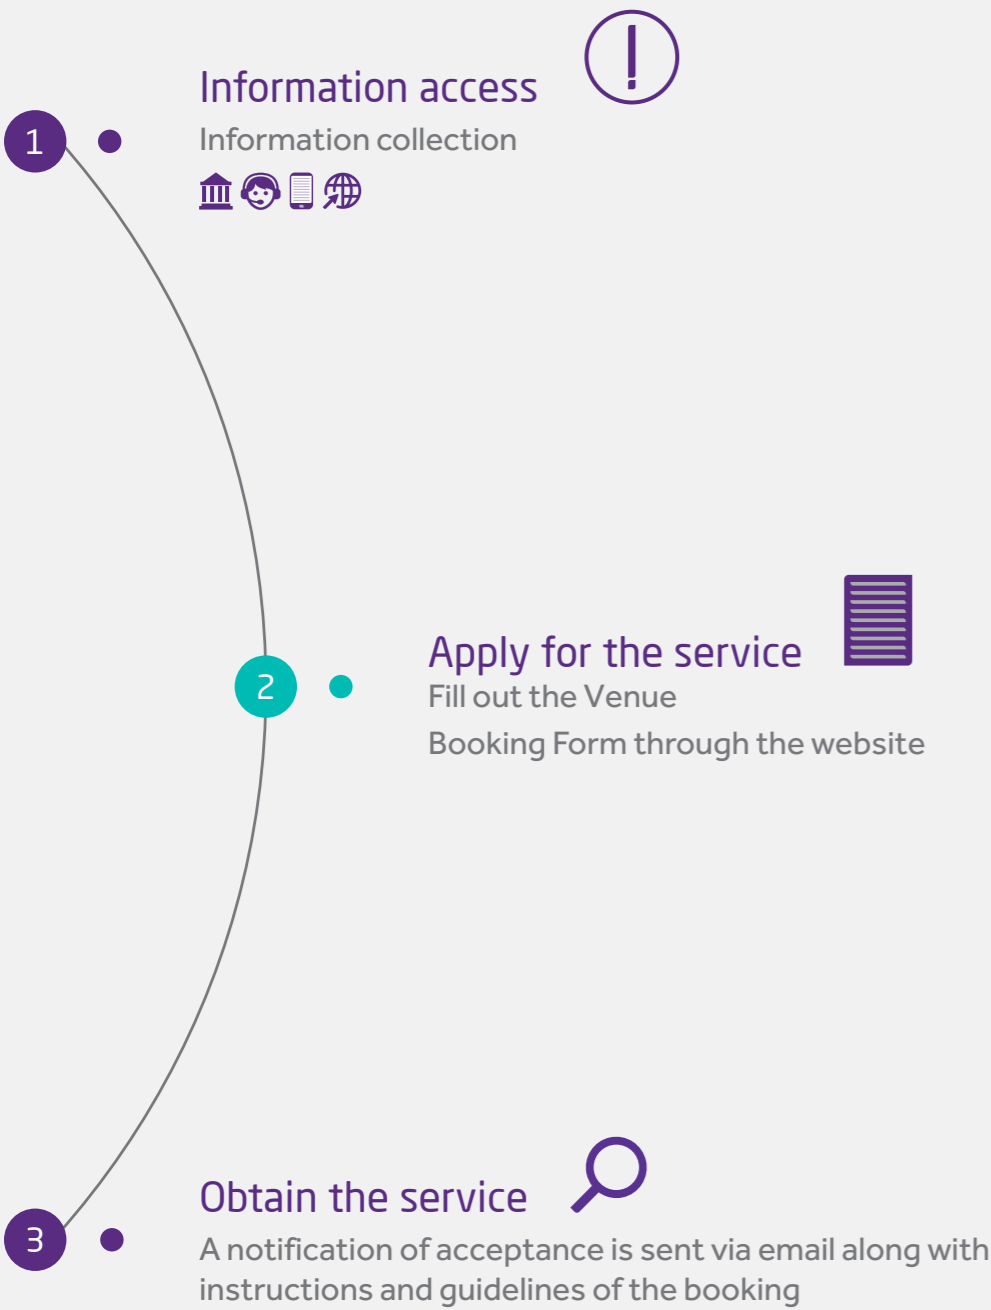 Information access
1
Information collection
Apply for the service
2
Fill out the Venue
Booking Form through the website
Obtain the service
3
A notification of acceptance is sent via email along with
instructions and guidelines of the booking